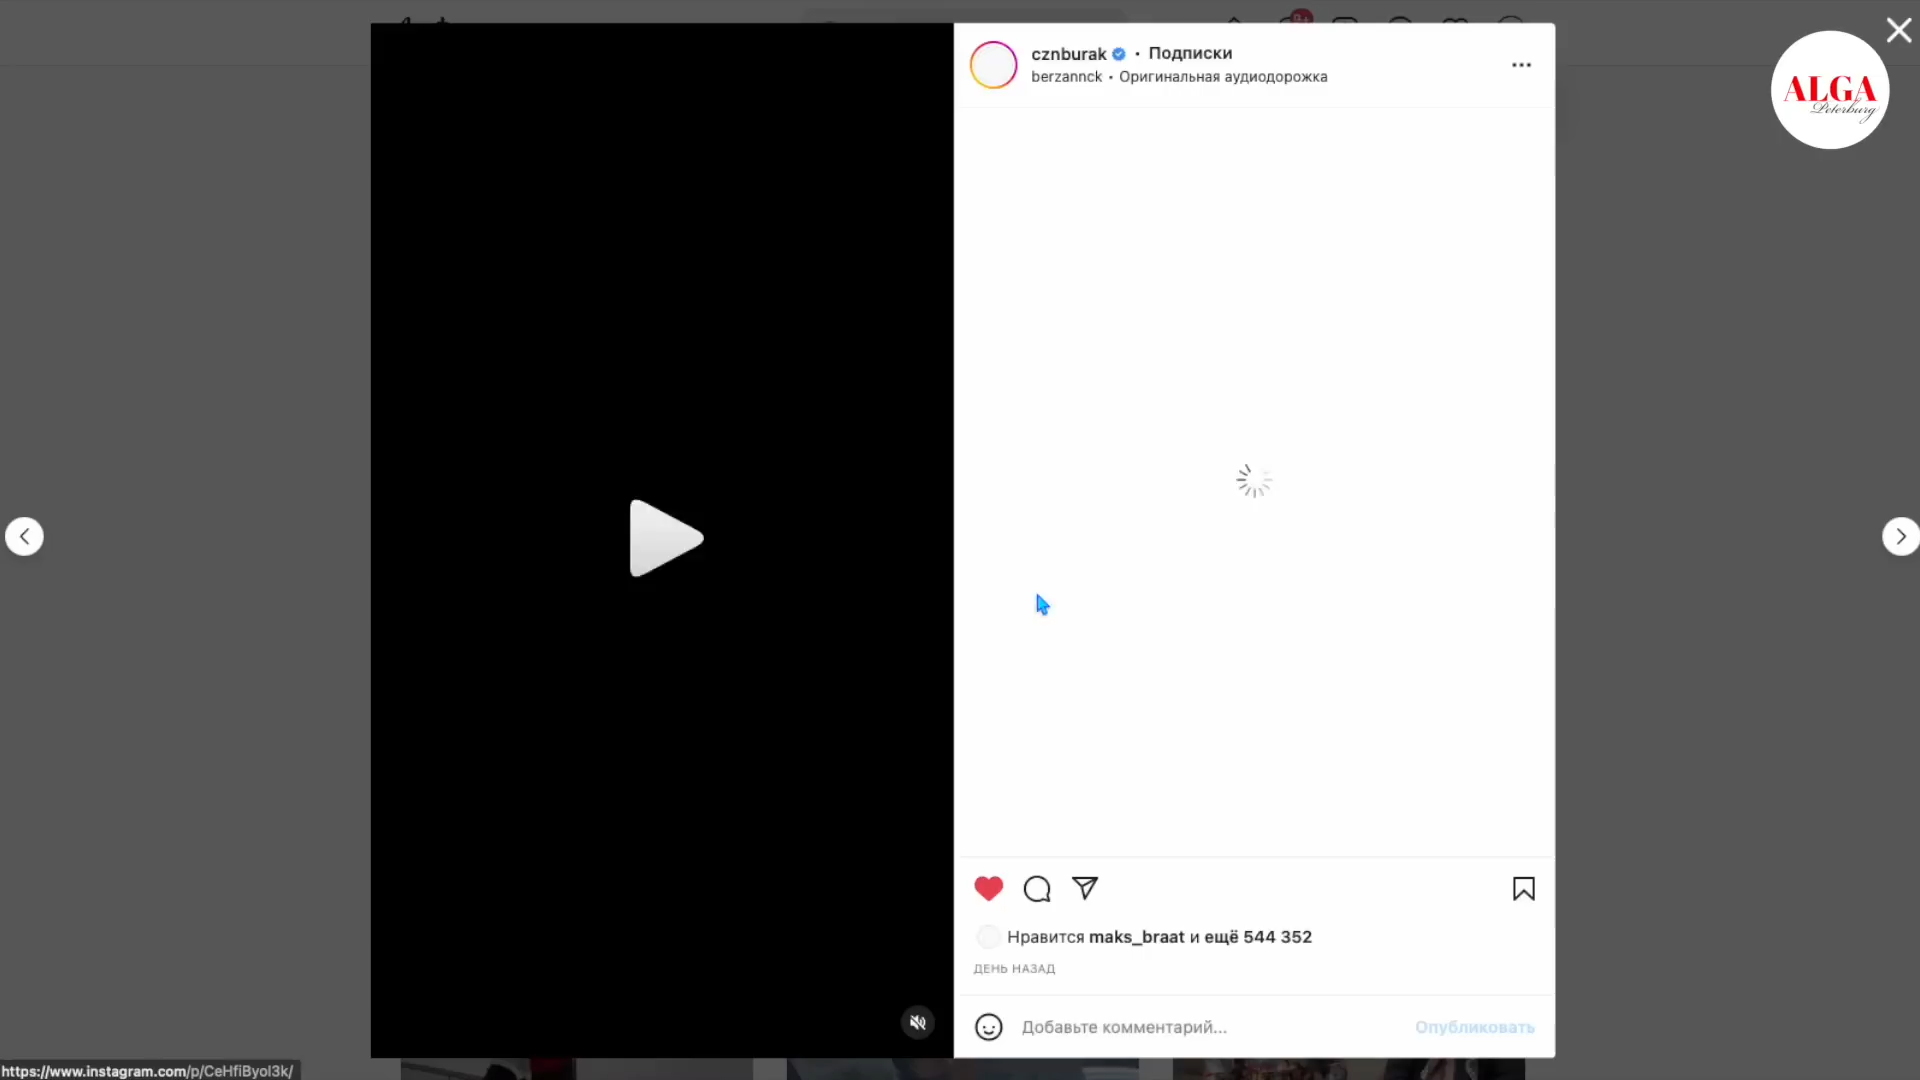 cznburak • Подписки
berzannck • Оригинальная аудиодорожка
ALGA
Peterburg
Нравится maks_braat и ещё 544 352
ДЕНЬ НАЗАД
Добавьте комментарий...
Опубликовать
https://www.instagram.com/p/CeHfiByol3k/